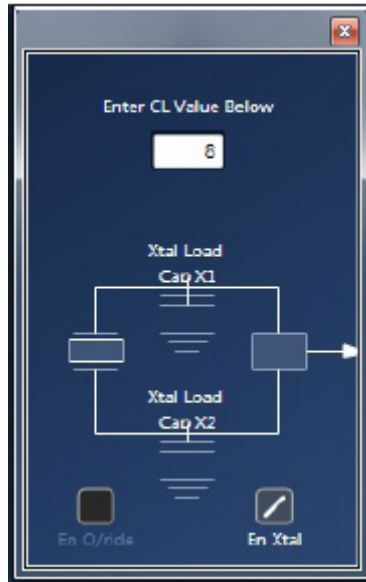 Enter CL Value Below
8
Xtal Load
Cap X1
Xtal Load
Cap X2
En O/ride
En Xtal